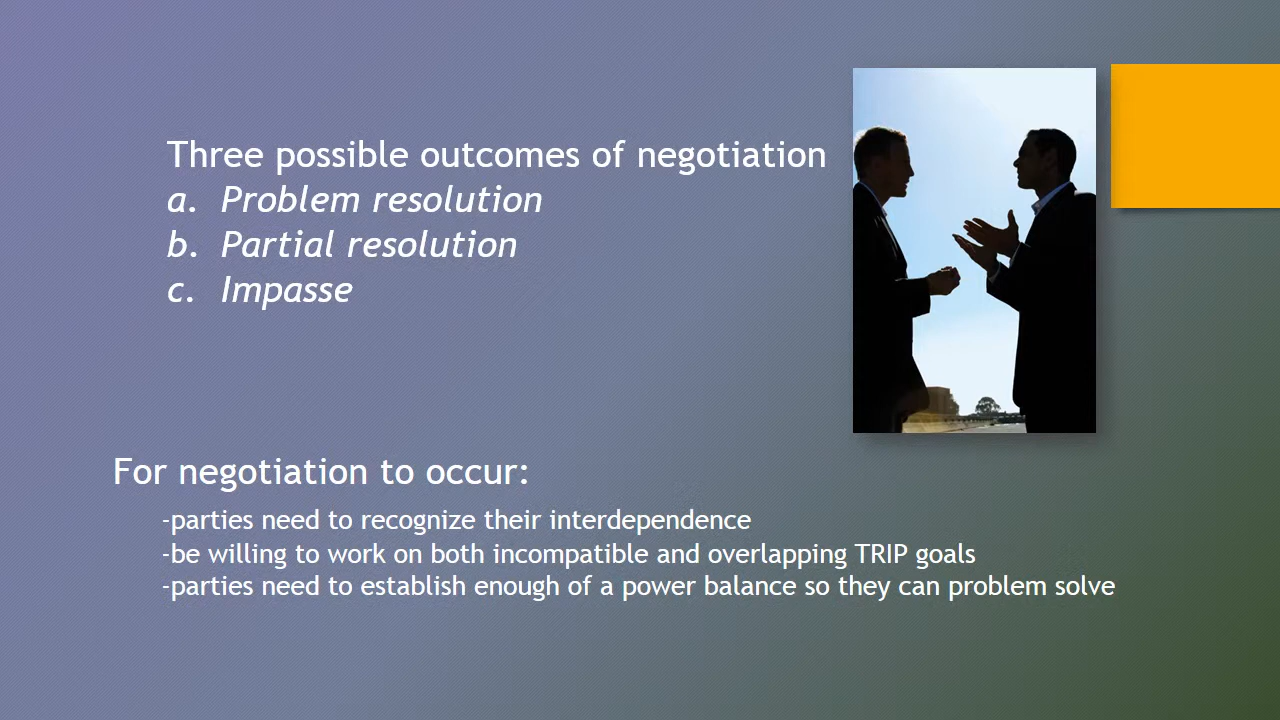 Three possible outcomes of negotiation
a. Problem resolution
b. Partial resolution
c. Impasse
For negotiation to occur:
-parties need to recognize their interdependence
-be willing to work on both incompatible and overlapping TRIP goals
-parties need to establish enough of a power balance so they can problem solve